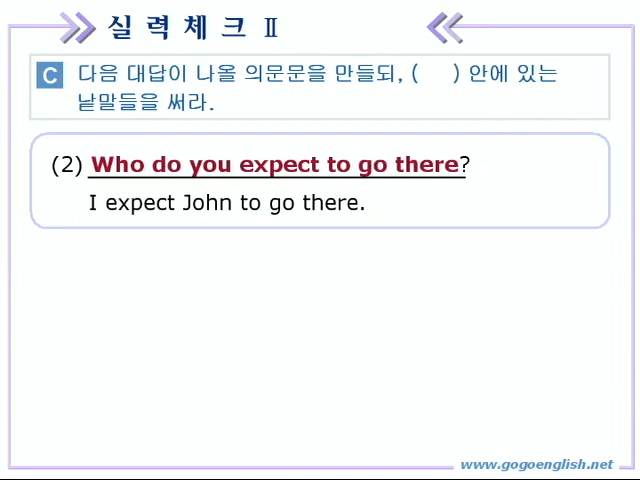 실력체크 Ⅱ
C 다음 대답이 나올 의문문을 만들되, ( ) 안에 있는
낱말들을 써라.
(2) Who do you expect to go there?
I expect John to go there.
www.gogoenglish.net